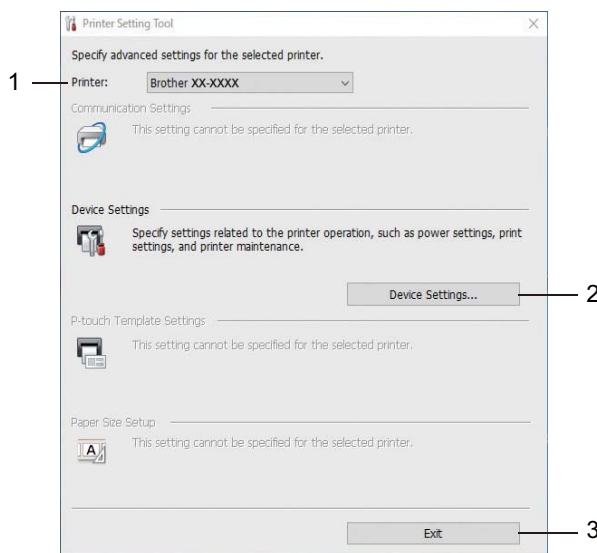 Printer Setting Tool
Specify advanced settings for the selected printer.
1 Printer: Brother XX-XXXX
Communication Settings
This setting cannot be specified for the selected printer.
Device Settings
Specify settings related to the printer operation, such as power settings, print
settings, and printer maintenance.
Device Settings... 2
P-touch Template Settings
This setting cannot be specified for the selected printer.
Paper Size Setup
A
This setting cannot be specified for the selected printer.
Exit 3